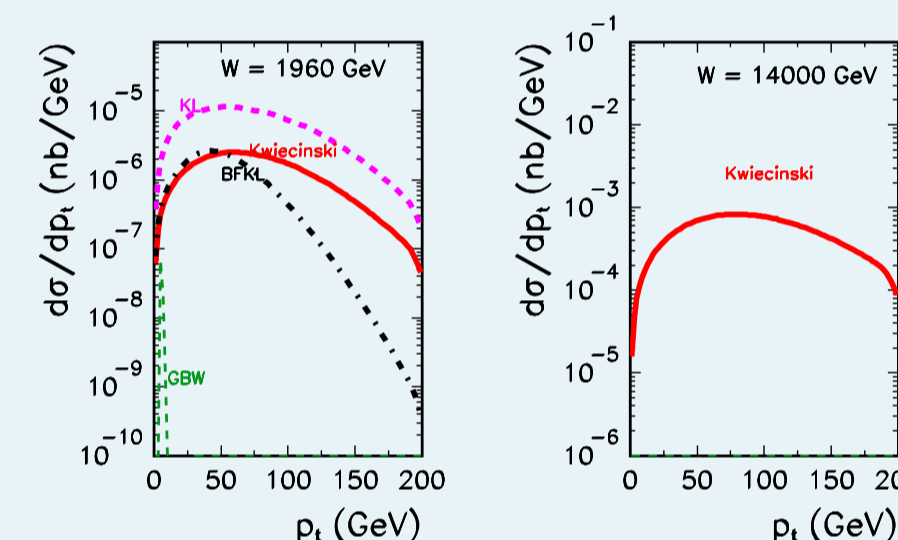 dσ/dpₜ (nb/GeV)
W = 1960 GeV
10⁻⁵
10⁻⁶
10⁻⁷
10⁻⁸
10⁻⁹
10⁻¹⁰
KL
Kwiecinski
BFKL
GBW
0 50 100 150 200
pₜ (GeV)
dσ/dpₜ (nb/GeV)
W = 14000 GeV
10⁻¹
10⁻²
10⁻³
10⁻⁴
10⁻⁵
10⁻⁶
Kwiecinski
0 50 100 150 20
pₜ (GeV)